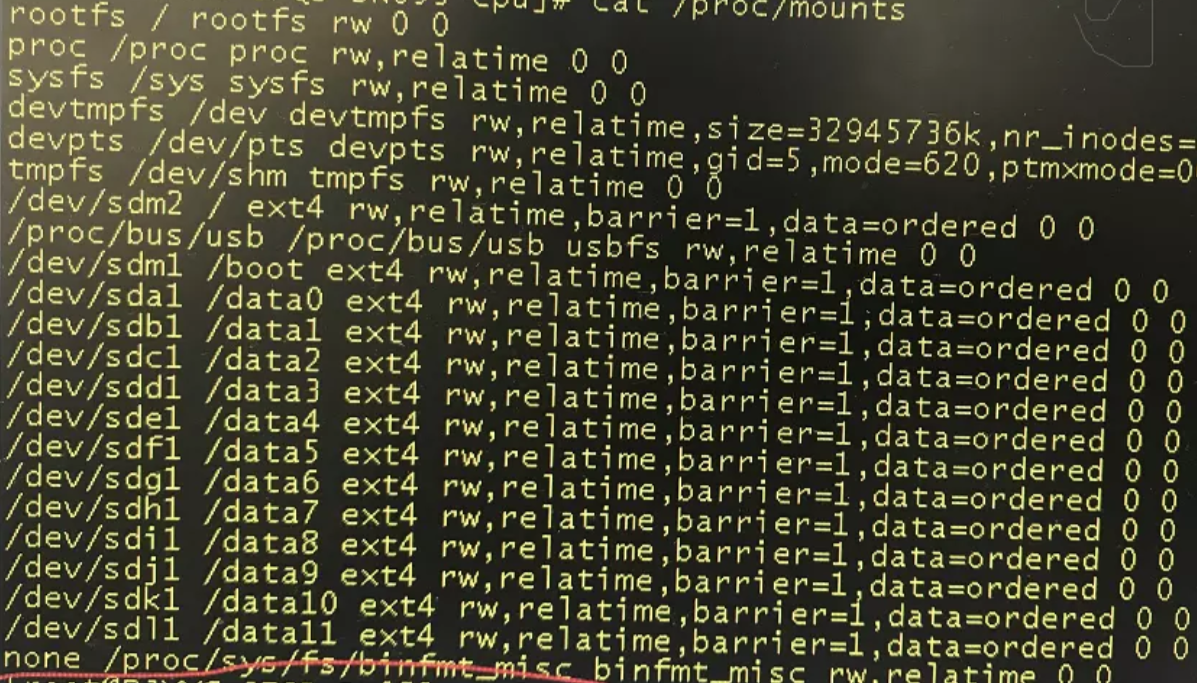 cpu]# cat /proc/mounts
rootfs / rootfs rw 0 0
proc /proc proc rw,relatime 0 0
sysfs /sys sysfs rw,relatime 0 0
devtmpfs /dev devtmpfs rw,relatime,size=32945736k,nr_inodes=
devpts /dev/pts devpts rw,relatime,gid=5,mode=620,ptmxmode=0
tmpfs /dev/shm tmpfs rw,relatime 0 0
/dev/sdm2 / ext4 rw,relatime,barrier=1,data=ordered 0 0
/proc/bus/usb /proc/bus/usb usbfs rw,relatime 0 0
/dev/sdm1 /boot ext4 rw,relatime,barrier=1,data=ordered 0 0
/dev/sda1 /data0 ext4 rw,relatime,barrier=1,data=ordered 0 0
/dev/sdb1 /data1 ext4 rw,relatime,barrier=1,data=ordered 0 0
/dev/sdc1 /data2 ext4 rw,relatime,barrier=1,data=ordered 0 0
/dev/sdd1 /data3 ext4 rw,relatime,barrier=1,data=ordered 0 0
/dev/sde1 /data4 ext4 rw,relatime,barrier=1,data=ordered 0 0
/dev/sdf1 /data5 ext4 rw,relatime,barrier=1,data=ordered 0 0
/dev/sdg1 /data6 ext4 rw,relatime,barrier=1,data=ordered 0 0
/dev/sdh1 /data7 ext4 rw,relatime,barrier=1,data=ordered 0 0
/dev/sdi1 /data8 ext4 rw,relatime,barrier=1,data=ordered 0 0
/dev/sdj1 /data9 ext4 rw,relatime,barrier=1,data=ordered 0 0
/dev/sdk1 /data10 ext4 rw,relatime,barrier=1,data=ordered 0 0
/dev/sdl1 /data11 ext4 rw,relatime,barrier=1,data=ordered 0 0
none /proc/sys/fs/binfmt_misc binfmt_misc rw,relatime 0 0